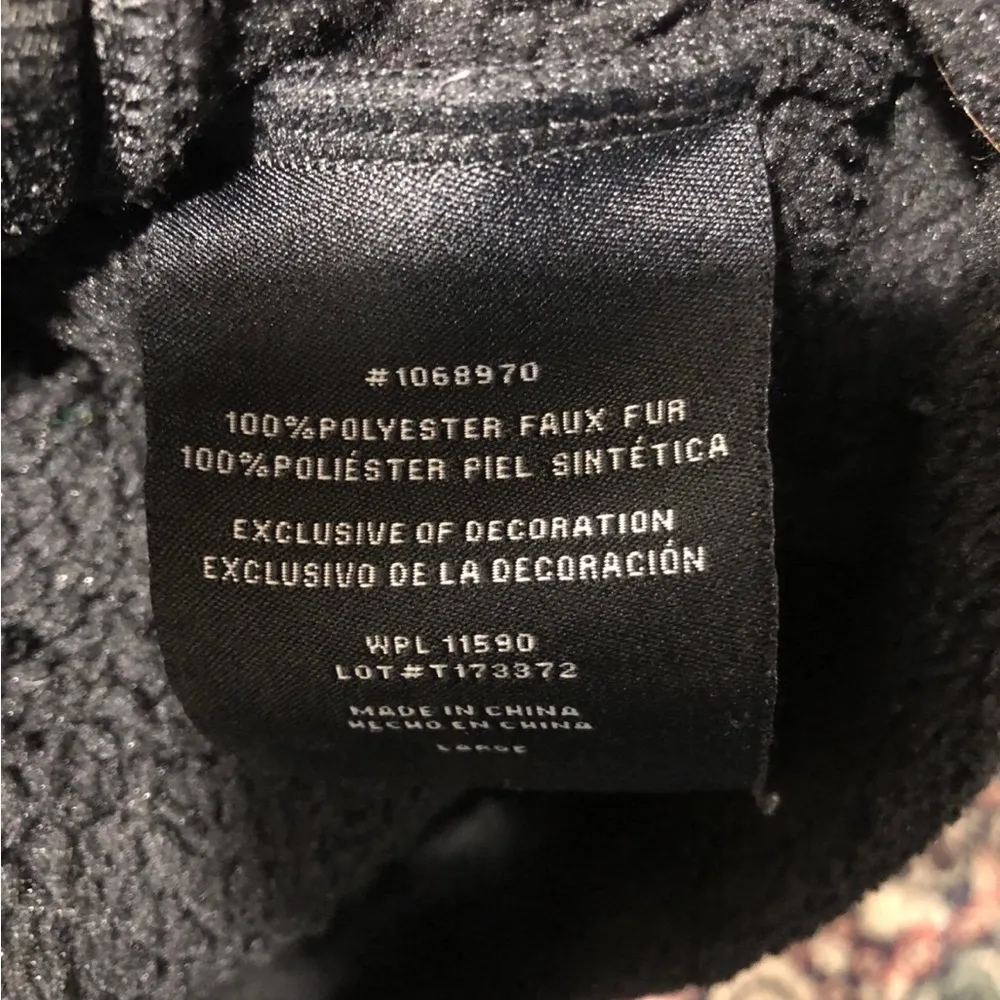 #1068970
100%POLYESTER FAUX FUR
100%POLIÉSTER PIEL SINTÉTICA
EXCLUSIVE OF DECORATION
EXCLUSIVO DE LA DECORACIÓN
WPL 11590
LOT#T173372
MADE IN CHINA
HECHO EN CHINA
LARGE